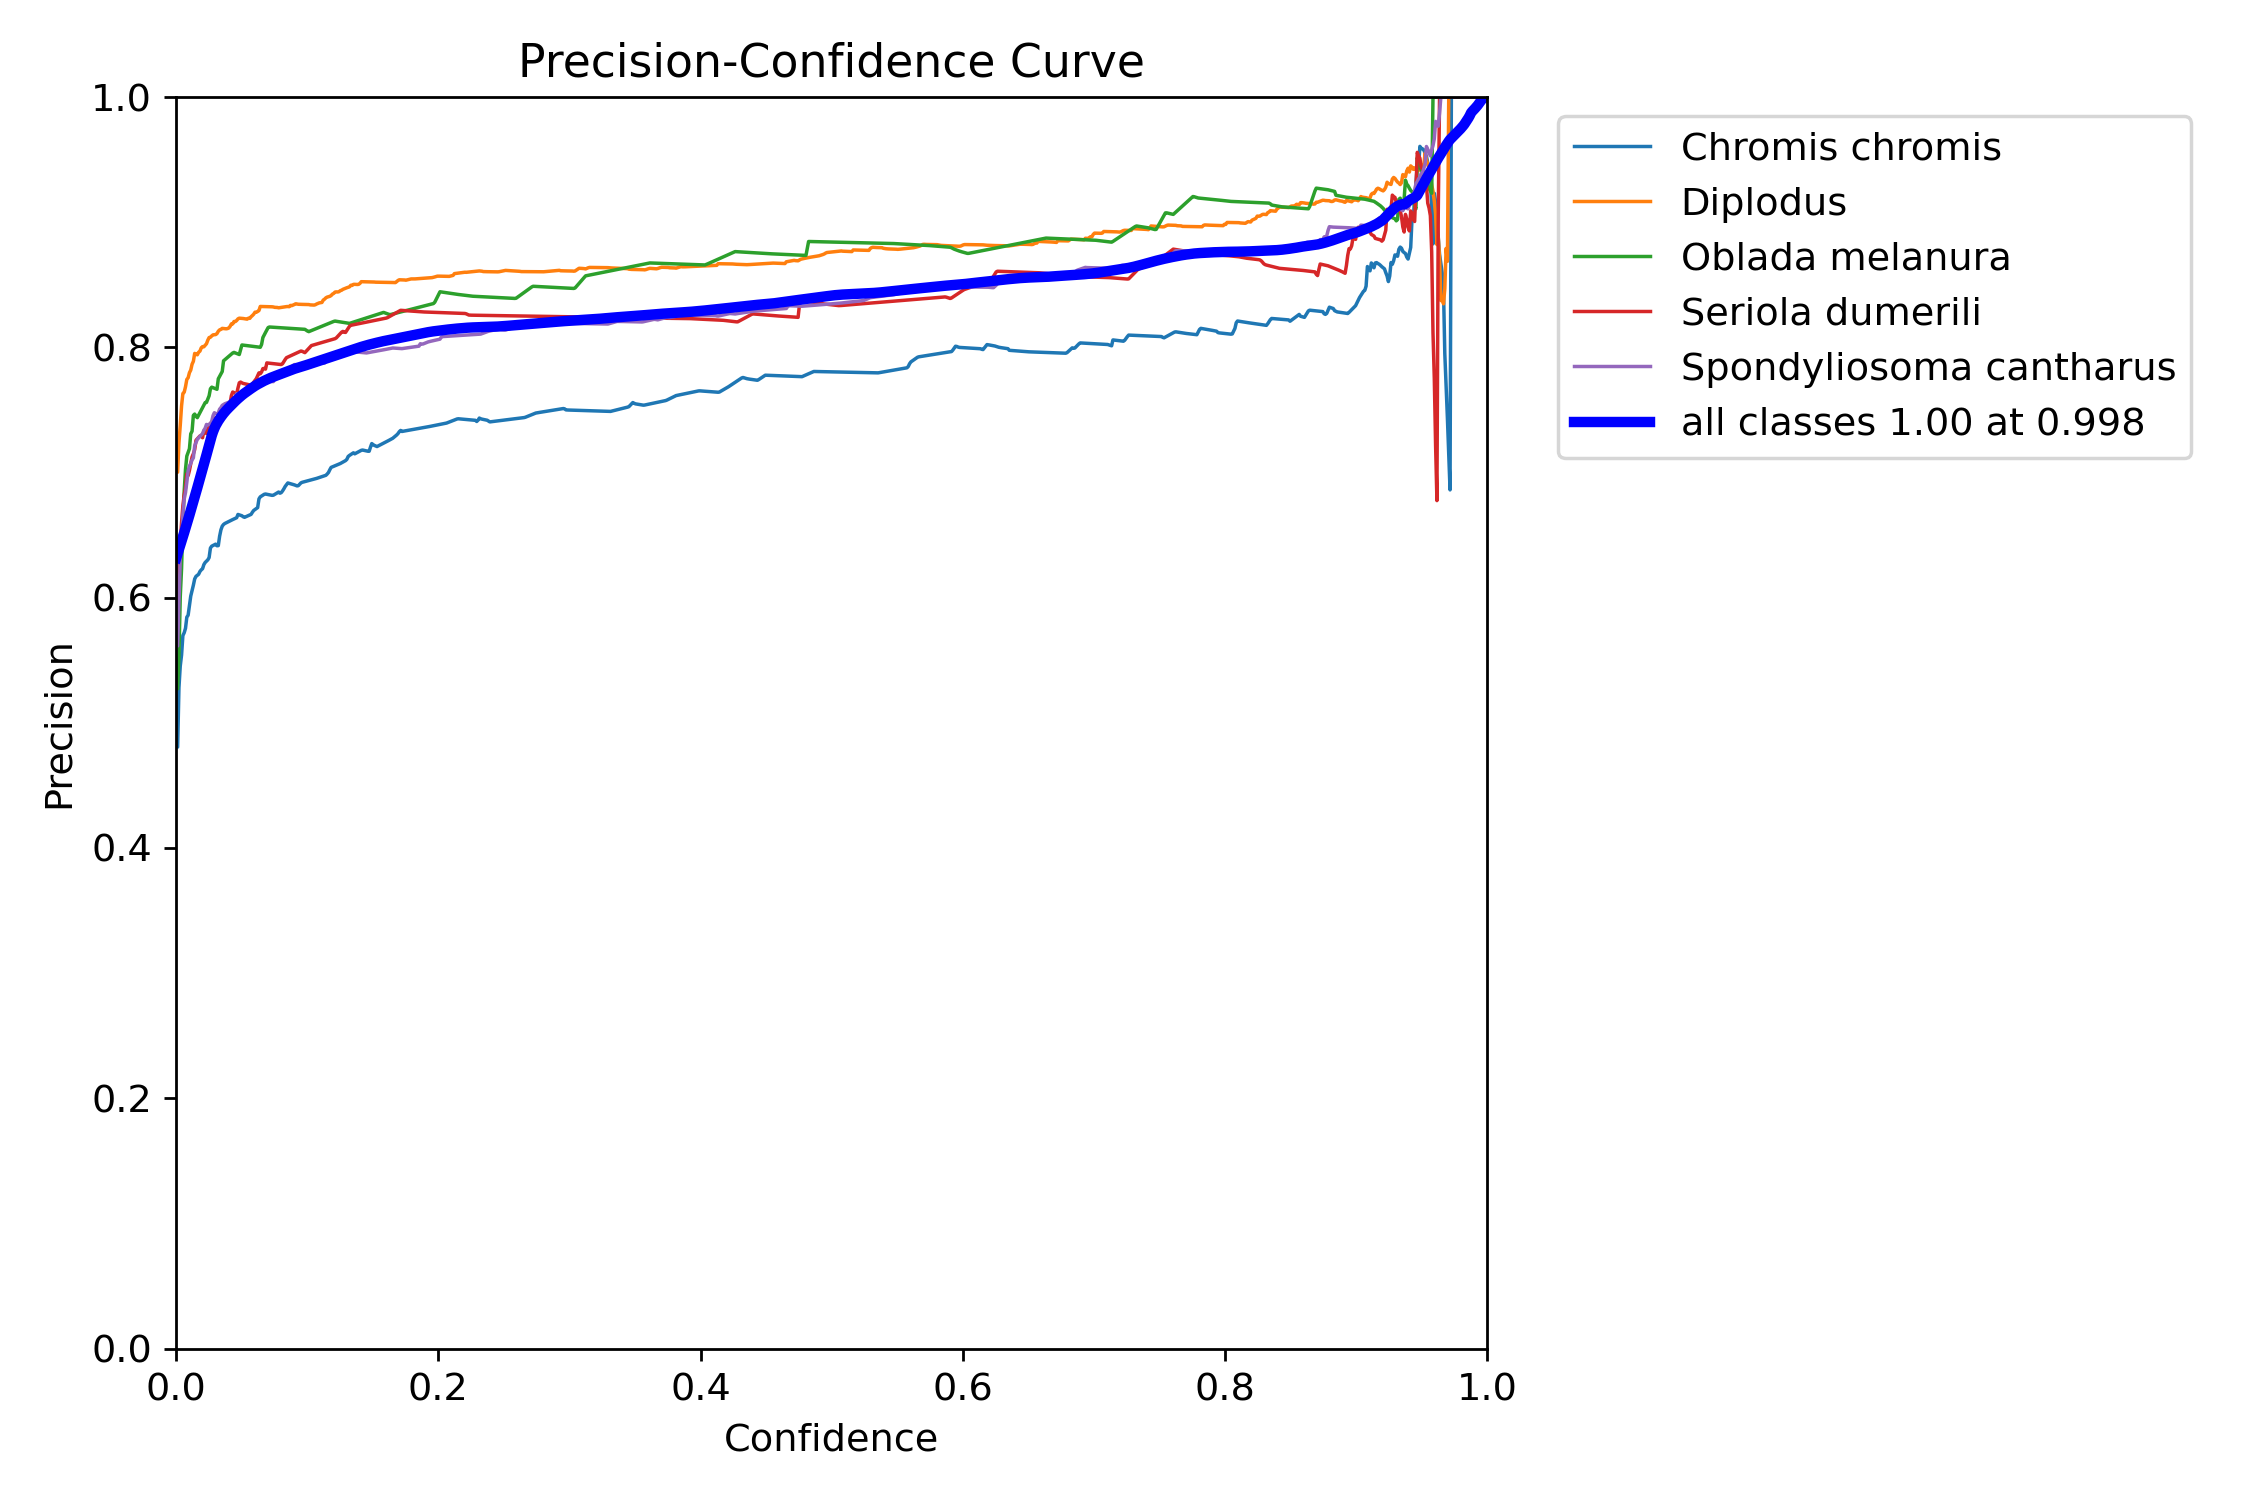 Precision-Confidence Curve
1.0
0.8
0.6
0.4
0.2
0.0
Precision
0.0 0.2 0.4 0.6 0.8 1.0
Confidence
Chromis chromis
Diplodus
Oblada melanura
Seriola dumerili
Spondyliosoma cantharus
all classes 1.00 at 0.998